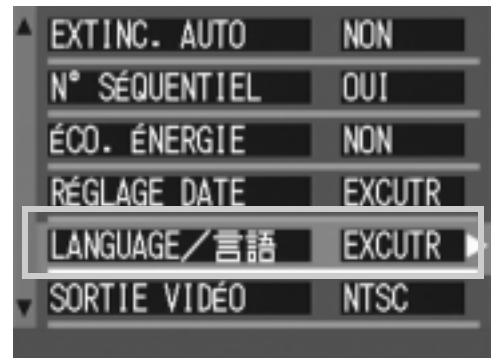 EXTINC. AUTO NON
N° SÉQUENTIEL OUI
ÉCO. ÉNERGIE NON
RÉGLAGE DATE EXCUTR
LANGUAGE/言語 EXCUTR
SORTIE VIDÉO NTSC